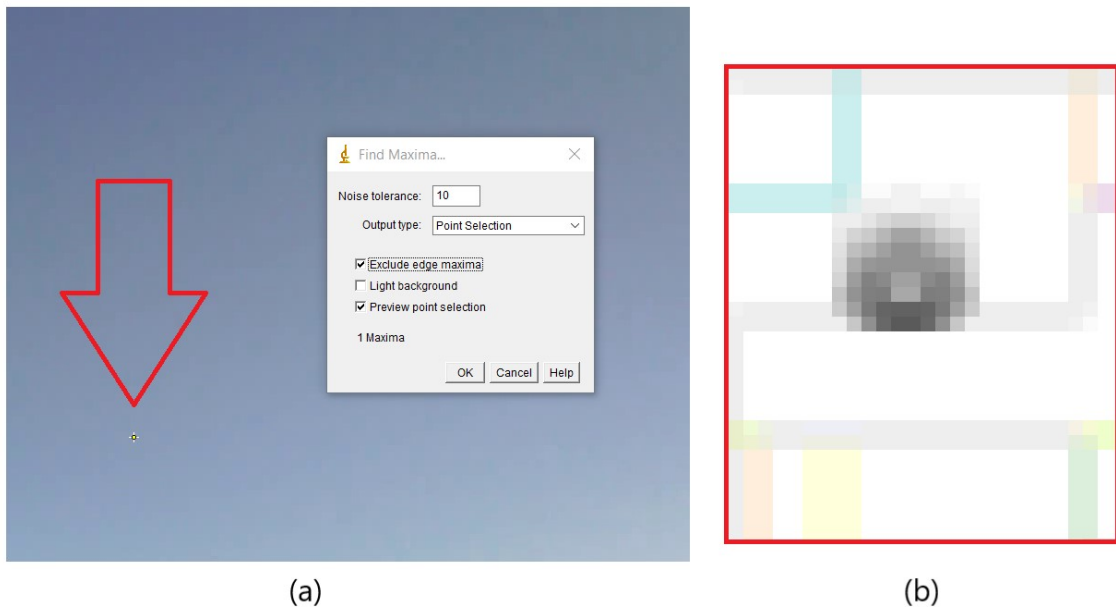 Find Maxima...
Noise tolerance: 10
Output type: Point Selection
Exclude edge maxima
Light background
Preview point selection
1 Maxima
OK Cancel Help
(a) (b)